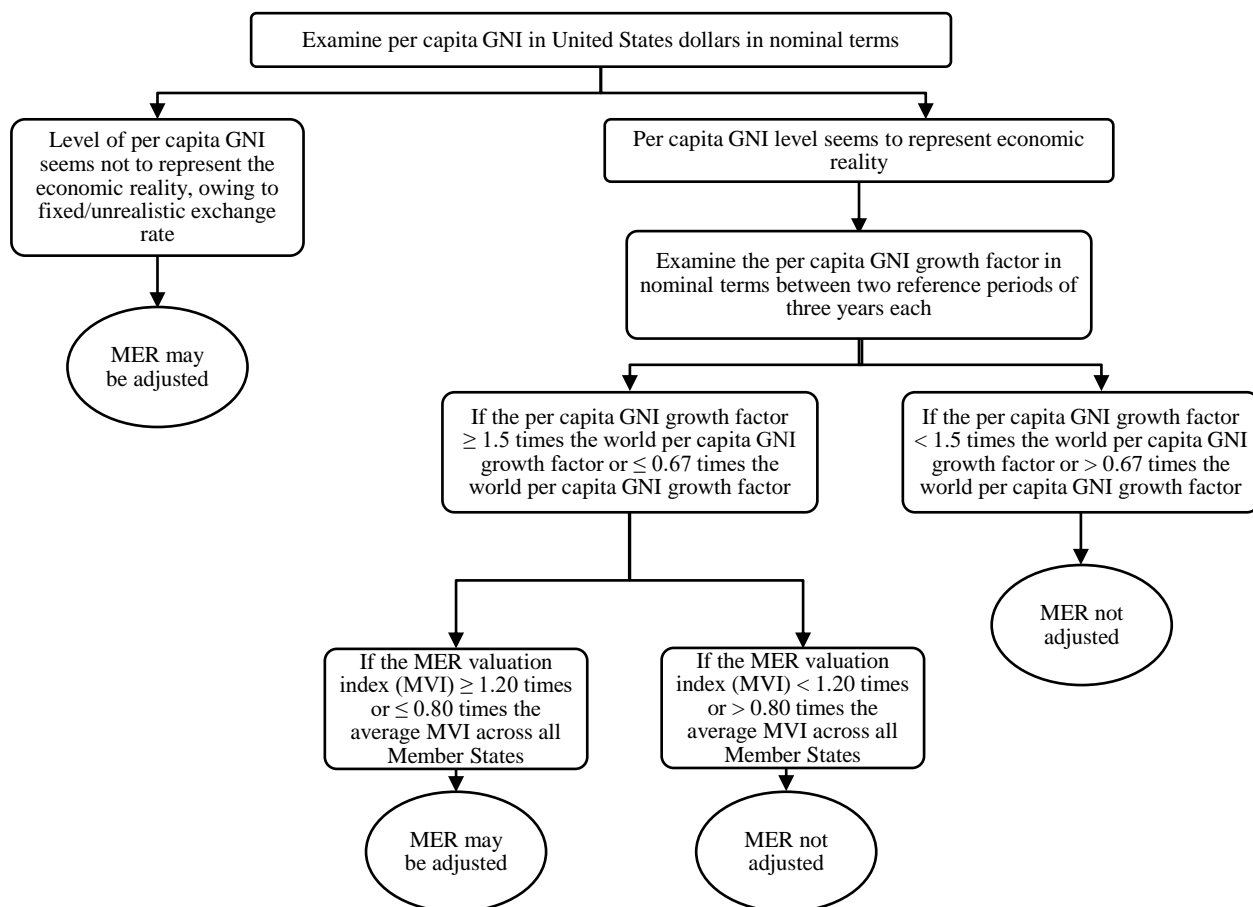 Examine per capita GNI in United States dollars in nominal terms
Level of per capita GNI
seems not to represent the
economic reality, owing to
fixed/unrealistic exchange
rate
Per capita GNI level seems to represent economic
reality
Examine the per capita GNI growth factor in
nominal terms between two reference periods of
three years each
MER may
be adjusted
If the per capita GNI growth factor
≥ 1.5 times the world per capita GNI
growth factor or ≤ 0.67 times the
world per capita GNI growth factor
If the per capita GNI growth factor
< 1.5 times the world per capita GNI
growth factor or > 0.67 times the
world per capita GNI growth factor
MER not
adjusted
If the MER valuation
index (MVI) ≥ 1.20 times
or ≤ 0.80 times the
average MVI across all
Member States
If the MER valuation
index (MVI) < 1.20 times
or > 0.80 times the
average MVI across all
Member States
MER may
be adjusted
MER not
adjusted